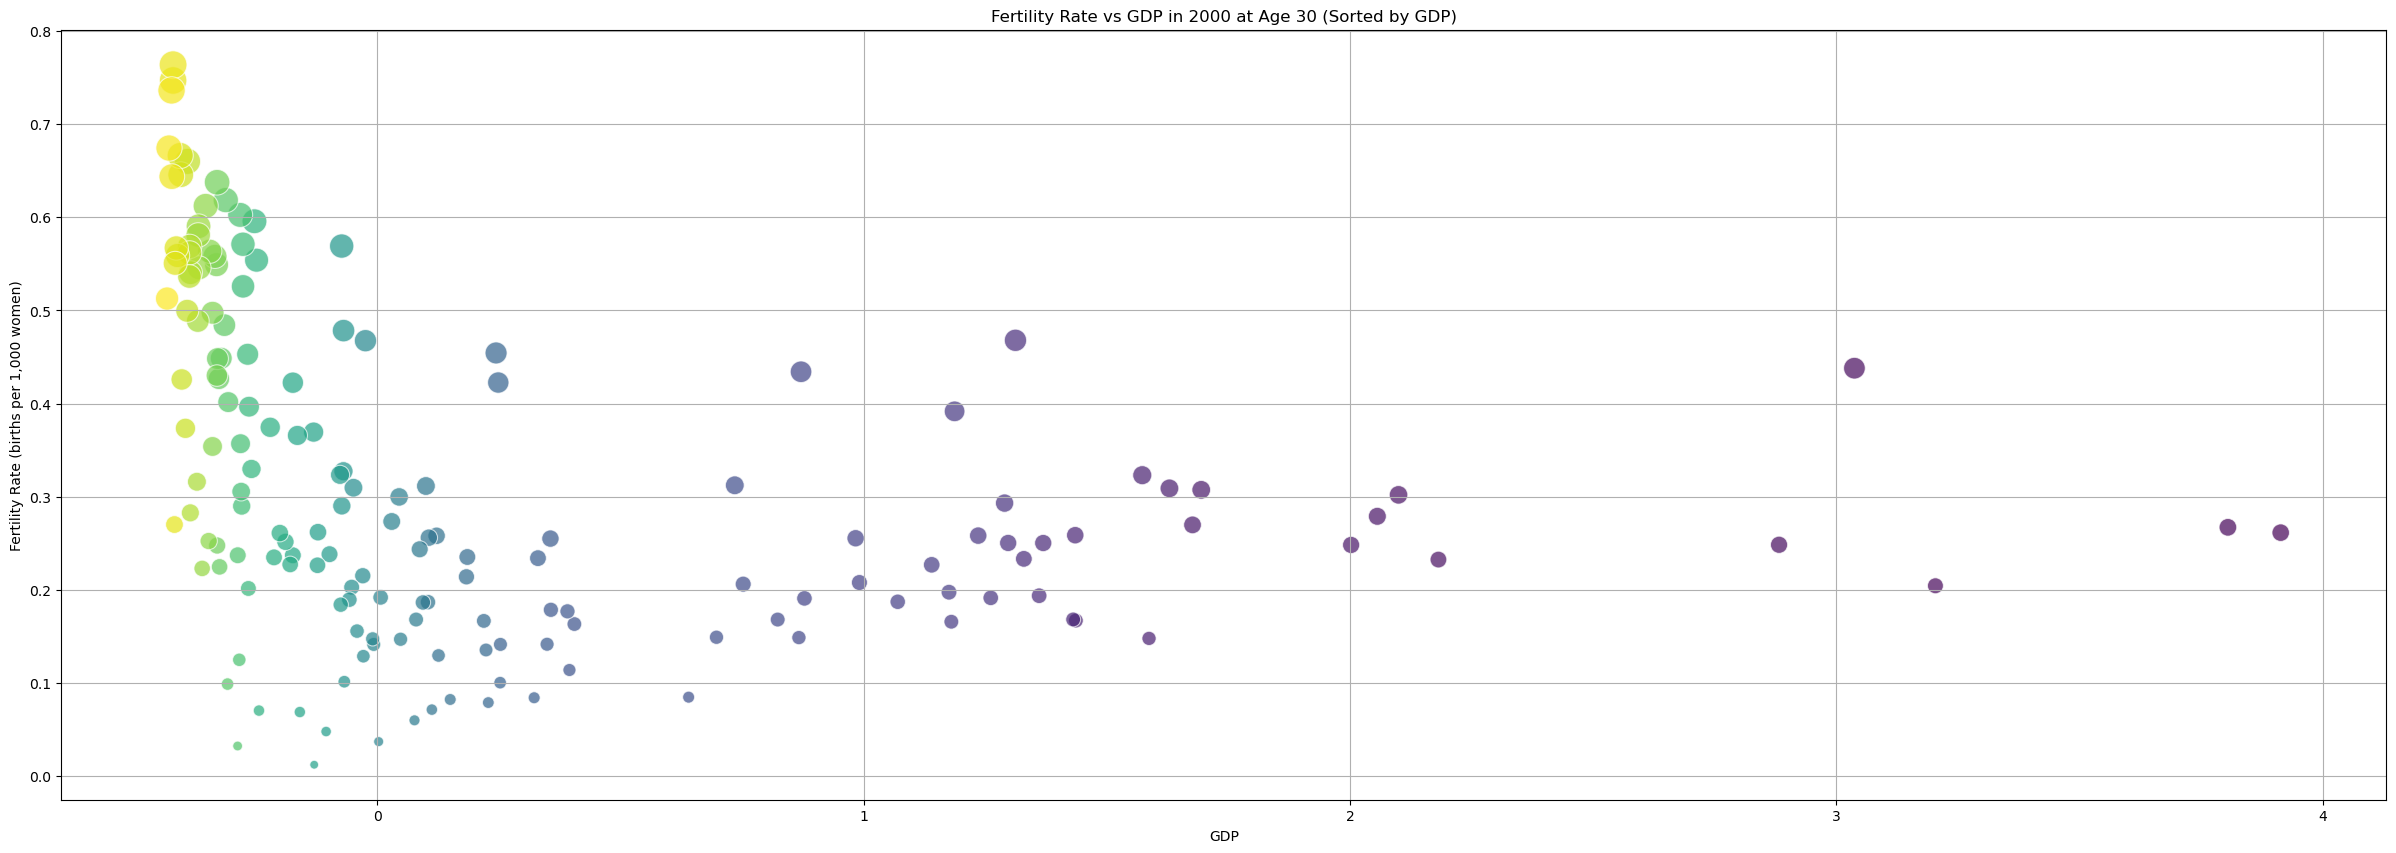 Fertility Rate vs GDP in 2000 at Age 30 (Sorted by GDP)
Fertility Rate (births per 1,000 women)
0.8
0.7
0.6
0.5
0.4
0.3
0.2
0.1
0.0
0 1 2 3 4
GDP